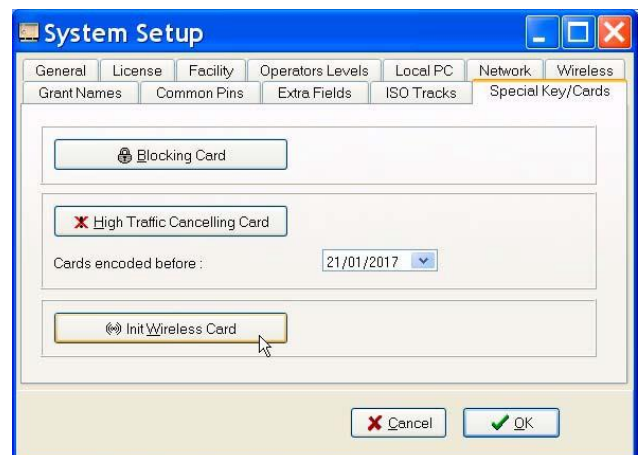 System Setup
General License Facility Operators Levels Local PC Network Wireless
Grant Names Common Pins Extra Fields ISO Tracks Special Key/Cards
Blocking Card
High Traffic Cancelling Card
Cards encoded before : 21/01/2017
Init Wireless Card
Cancel OK